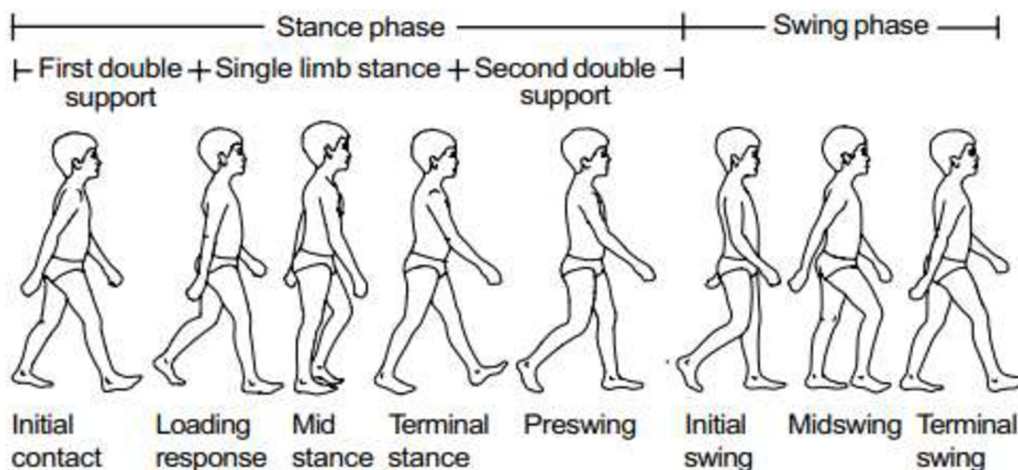 Stance phase Swing phase
First double support Single limb stance Second double support
Initial contact
Loading response
Mid stance
Terminal stance
Preswing
Initial swing
Midswing
Terminal swing